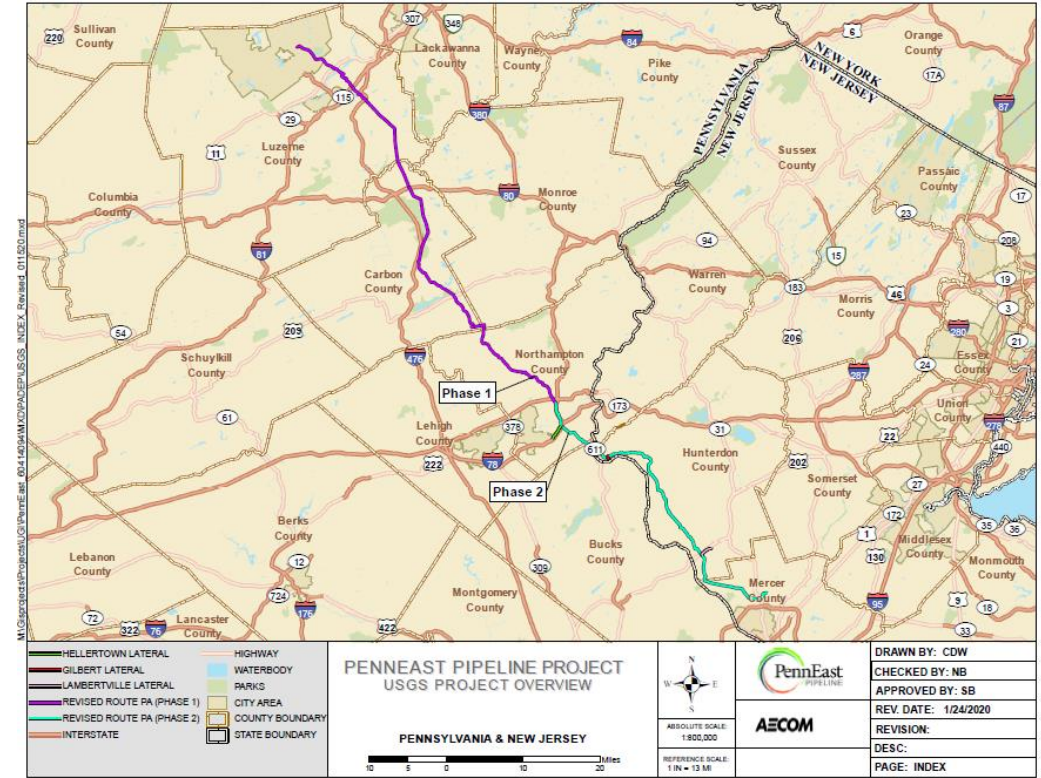 Sullivan
County
220
307
348
Lackawanna
County
Wayne
County
84
6
Orange
County
Pike
County
17A
NEW YORK
NEW JERSEY
PENNSYLVANIA
NEW JERSEY
87
115
29
380
11
Luzerne
County
Sussex
County
Passaic
County
17
Columbia
County
80
Monroe
County
23
94
208
81
15
Carbon
County
Warren
County
183
46
19
Morris
County
3
54
209
206
280
21
Schuylkill
County
476
Northampton
County
Essex
County
287
24
Phase 1
61
173
Union
County
Lehigh
County
378
31
278
22
440
222
78
611
Hunterdon
County
202
Somerset
County
Phase 2
27
172
35
36
Berks
County
1
Lebanon
County
12
Bucks
County
130
Middlesex
County
Monmouth
County
309
724
Montgomery
County
Mercer
County
72
322
76
Lancaster
County
176
422
95
9
18
33
M:\Gisprojects\Projects\UGI\PennEast_60414094\MXD\PADEP\USGS_INDEX_Revised_011520.mxd
HELLERTOWN LATERAL
GILBERT LATERAL
LAMBERTVILLE LATERAL
REVISED ROUTE PA (PHASE 1)
REVISED ROUTE PA (PHASE 2)
INTERSTATE
HIGHWAY
WATERBODY
PARKS
CITY AREA
COUNTY BOUNDARY
STATE BOUNDARY
PENNEAST PIPELINE PROJECT
USGS PROJECT OVERVIEW
PENNSYLVANIA & NEW JERSEY
10 5 0 10 20 Miles
N
W E
S
ABSOLUTE SCALE:
1:800,000
REFERENCE SCALE:
1 IN = 13 MI
PennEast
PIPELINE
AECOM
DRAWN BY: CDW
CHECKED BY: NB
APPROVED BY: SB
REV. DATE: 1/24/2020
REVISION:
DESC:
PAGE: INDEX